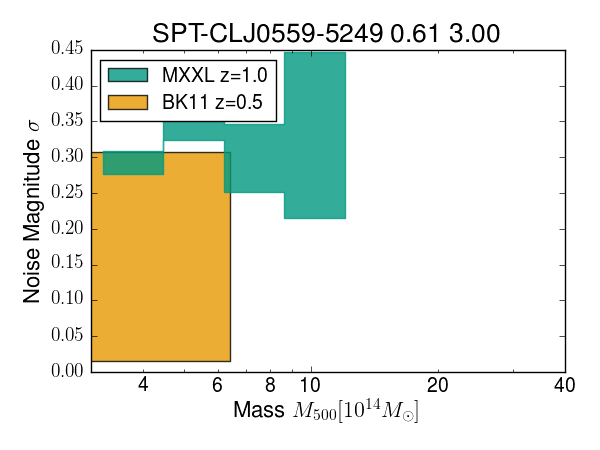 SPT-CLJ0559-5249 0.61 3.00
0.45
0.40
0.35
0.30
0.25
0.20
0.15
0.10
0.05
0.00
Noise Magnitude σ
MXXL z=1.0
BK11 z=0.5
4 6 8 10 20 40
Mass M₅₀₀[10¹⁴M☉]